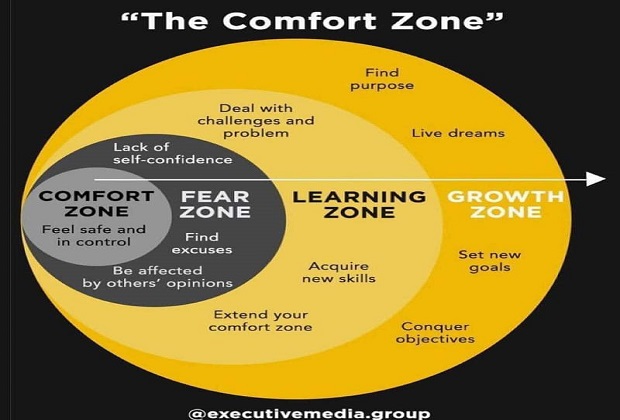 “The Comfort Zone”
Find
purpose
Deal with
challenges and
problem
Live dreams
Lack of
self-confidence
COMFORT
ZONE
Feel safe and
in control
FEAR
ZONE
Find
excuses
Be affected
by others’ opinions
LEARNING
ZONE
Acquire
new skills
Extend your
comfort zone
GROWTH
ZONE
Set new
goals
Conquer
objectives
@executivemedia.group